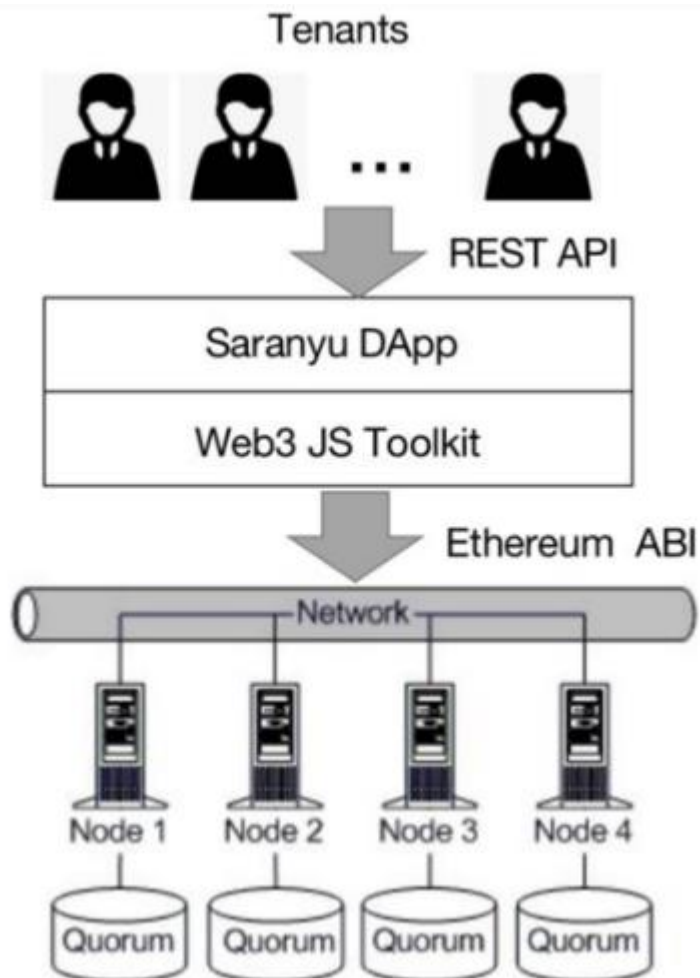 Tenants
...
REST API
Saranyu DApp
Web3 JS Toolkit
Ethereum ABI
Network
Node 1 Node 2 Node 3 Node 4
Quorum Quorum Quorum Quorum